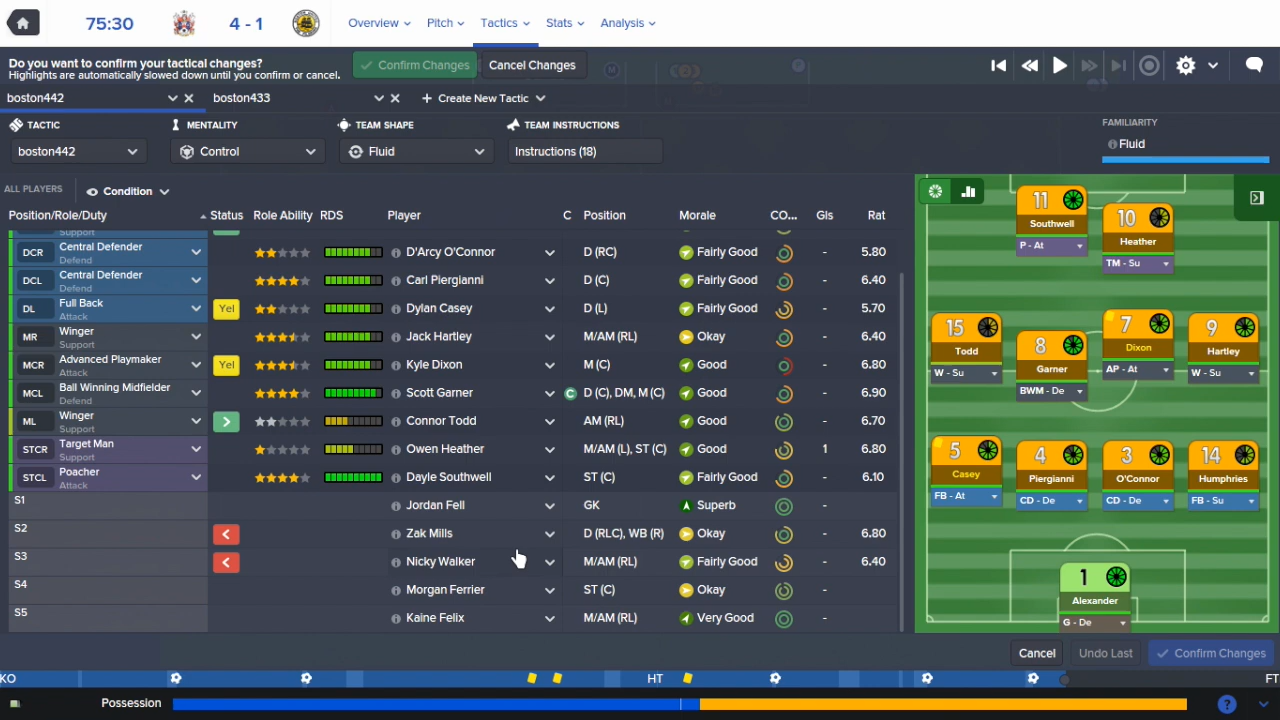 75:30 4 - 1 Overview Pitch Tactics Stats Analysis
Do you want to confirm your tactical changes?
Highlights are automatically slowed down until you confirm or cancel.
Confirm Changes Cancel Changes
boston442 boston433 + Create New Tactic
TACTIC MENTALITY TEAM SHAPE TEAM INSTRUCTIONS FAMILIARITY
boston442 Control Fluid Instructions (18) Fluid
ALL PLAYERS Condition
Position/Role/Duty Status Role Ability RDS Player C Position Morale CO... Gls Rat
DCR Central Defender Defend D'Arcy O'Connor D (RC) Fairly Good - 5.80
DCL Central Defender Defend Carl Piergianni D (C) Fairly Good - 6.40
DL Full Back Attack Yel Dylan Casey D (L) Fairly Good - 5.70
MR Winger Support Jack Hartley M/AM (RL) Okay - 6.40
MCR Advanced Playmaker Attack Yel Kyle Dixon M (C) Good - 6.80
MCL Ball Winning Midfielder Defend Scott Garner C D (C), DM, M (C) Good - 6.90
ML Winger Support Connor Todd AM (RL) Good - 6.70
STCR Target Man Support Owen Heather M/AM (L), ST (C) Good 1 6.80
STCL Poacher Attack Dayle Southwell ST (C) Fairly Good - 6.10
S1 Jordan Fell GK Superb -
S2 Zak Mills D (RLC), WB (R) Okay - 6.80
S3 Nicky Walker M/AM (RL) Fairly Good - 6.40
S4 Morgan Ferrier ST (C) Okay -
S5 Kaine Felix M/AM (RL) Very Good -
11 Southwell P - At
10 Heather TM - Su
15 Todd W - Su
8 Garner BWM - De
7 Dixon AP - At
9 Hartley W - Su
5 Casey FB - At
4 Piergianni CD - De
3 O'Connor CD - De
14 Humphries FB - Su
1 Alexander G - De
Cancel Undo Last Confirm Changes
KO HT FT
Possession ?